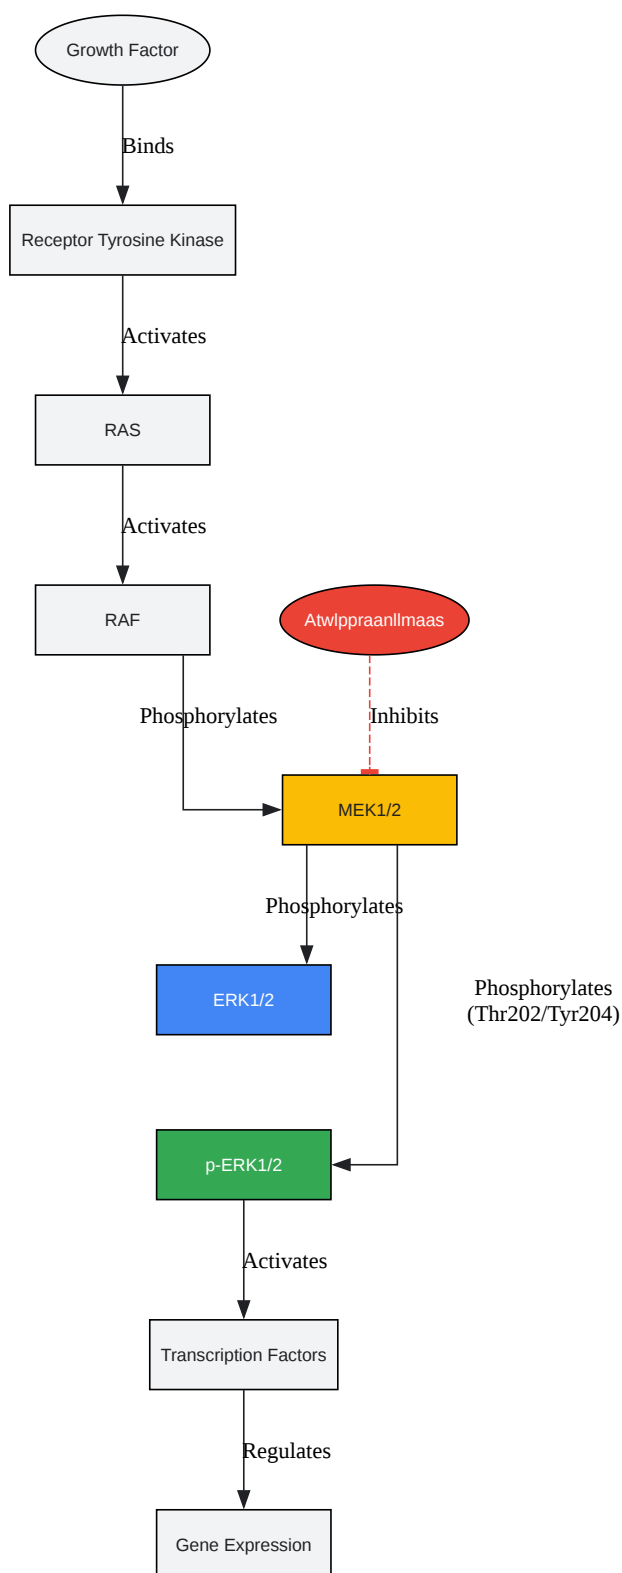 Growth Factor
Binds
Receptor Tyrosine Kinase
Activates
RAS
Activates
RAF
Atwlppraanllmaas
Phosphorylates
Inhibits
MEK1/2
Phosphorylates
ERK1/2
Phosphorylates
(Thr202/Tyr204)
p-ERK1/2
Activates
Transcription Factors
Regulates
Gene Expression